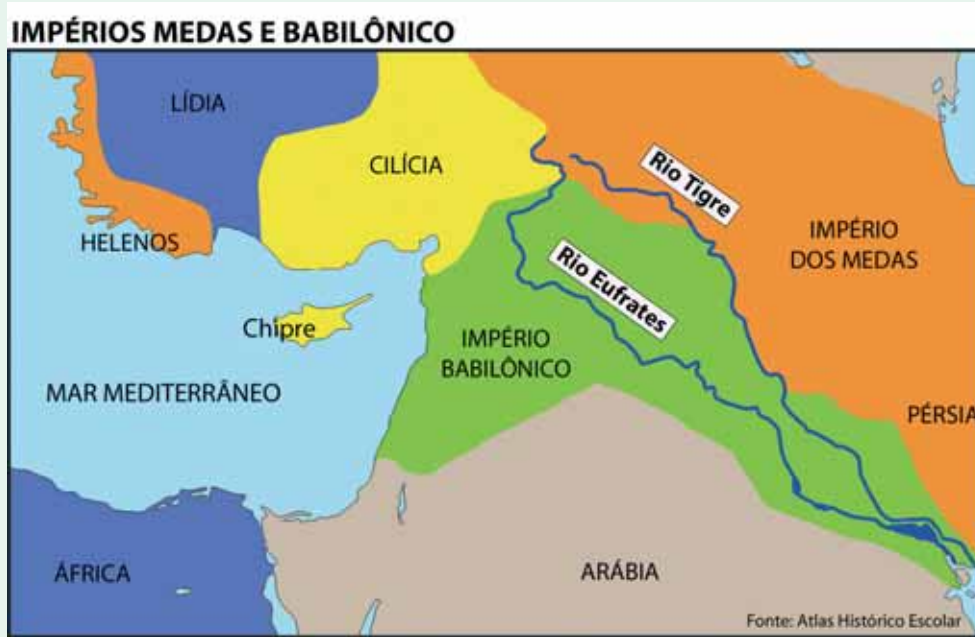 IMPÉRIOS MEDAS E BABILÔNICO
LÍDIA
CILÍCIA
Rio Tigre
HELENOS
IMPÉRIO
DOS MEDAS
Rio Eufrates
Chipre
IMPÉRIO
BABILÔNICO
MAR MEDITERRÂNEO
PÉRSIA
ÁFRICA
ARÁBIA
Fonte: Atlas Histórico Escolar